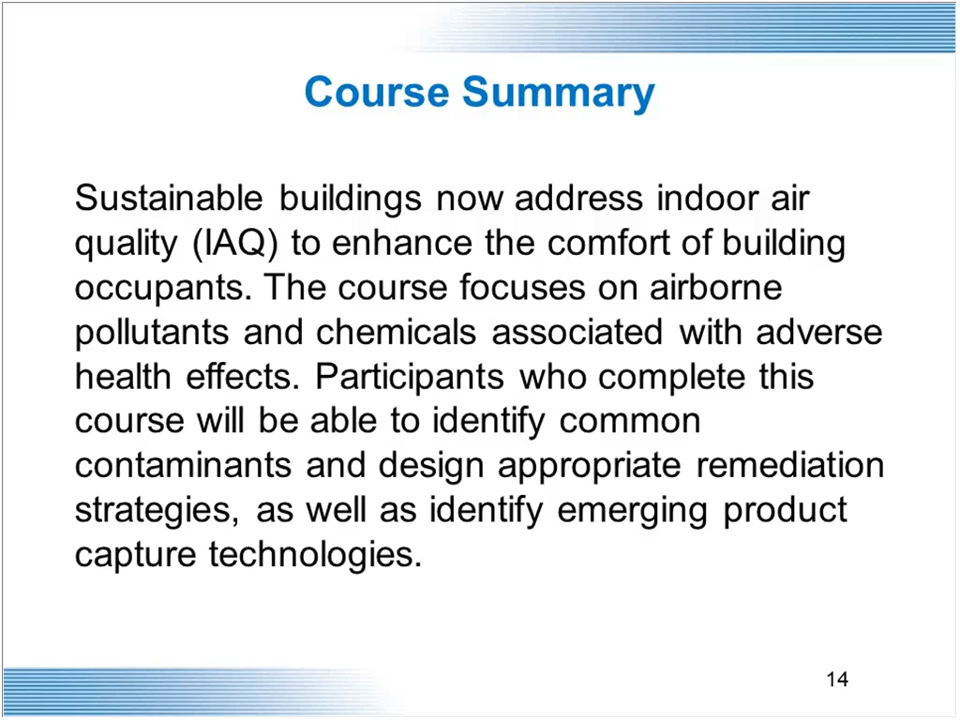 Course Summary
Sustainable buildings now address indoor air
quality (IAQ) to enhance the comfort of building
occupants. The course focuses on airborne
pollutants and chemicals associated with adverse
health effects. Participants who complete this
course will be able to identify common
contaminants and design appropriate remediation
strategies, as well as identify emerging product
capture technologies.
14